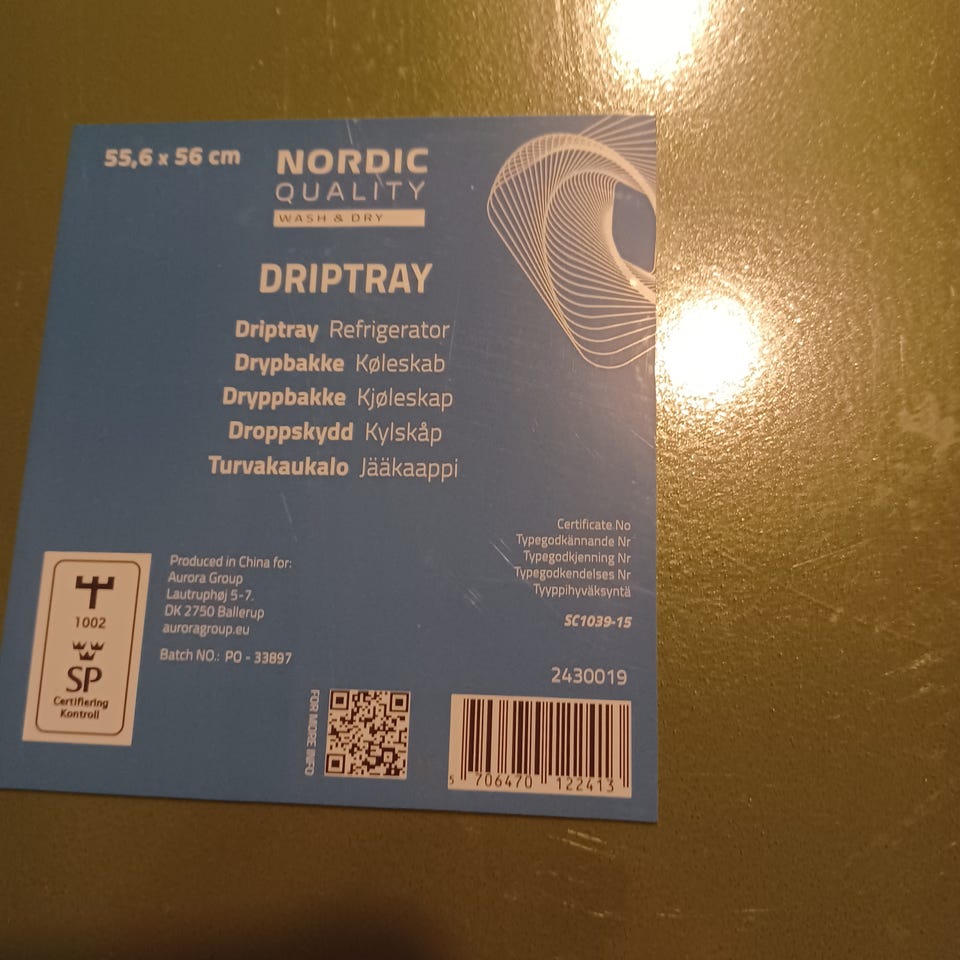 55,6 x 56 cm
NORDIC
QUALITY
WASH & DRY
DRIPTRAY
Driptray Refrigerator
Drypbakke Køleskab
Dryppbakke Kjøleskap
Droppskydd Kylskåp
Turvakaukalo Jääkaappi
Certificate No
Typegodkännande Nr
Typegodkjenning Nr
Typegodkendelses Nr
Tyyppihyväksyntä
SC1039-15
1002
SP
Certifiering
Kontroll
Produced in China for:
Aurora Group
Lautruphøj 5-7.
DK 2750 Ballerup
auroragroup.eu
Batch NO.: PO - 33897
FOR MORE INFO
2430019
5 706470 122413